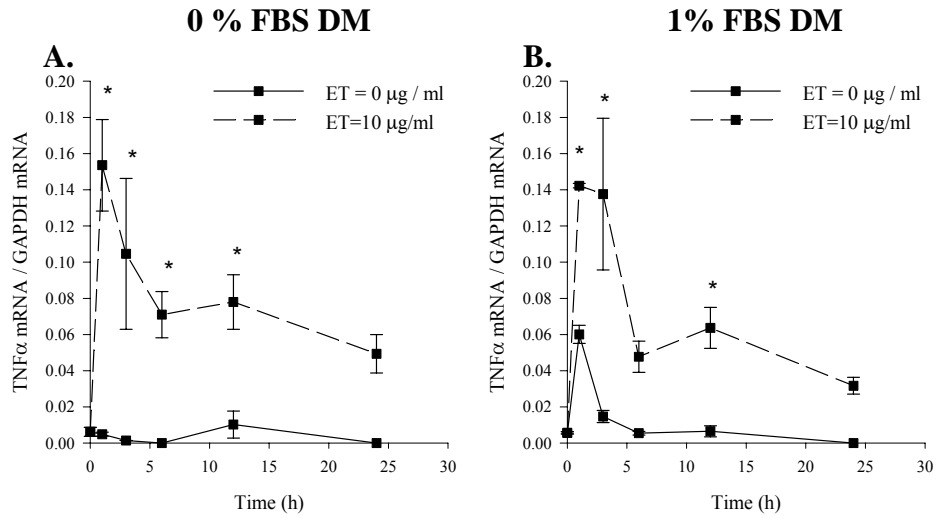 0 % FBS DM
1% FBS DM
A.
B.
ET = 0 μg / ml
ET=10 μg/ml
ET = 0 μg / ml
ET=10 μg/ml
TNFα mRNA / GAPDH mRNA
0.20
0.18
0.16
0.14
0.12
0.10
0.08
0.06
0.04
0.02
0.00
*
*
*
*
0 5 10 15 20 25 30
Time (h)
TNFα mRNA / GAPDH mRNA
0.20
0.18
0.16
0.14
0.12
0.10
0.08
0.06
0.04
0.02
0.00
*
*
*
0 5 10 15 20 25 30
Time (h)